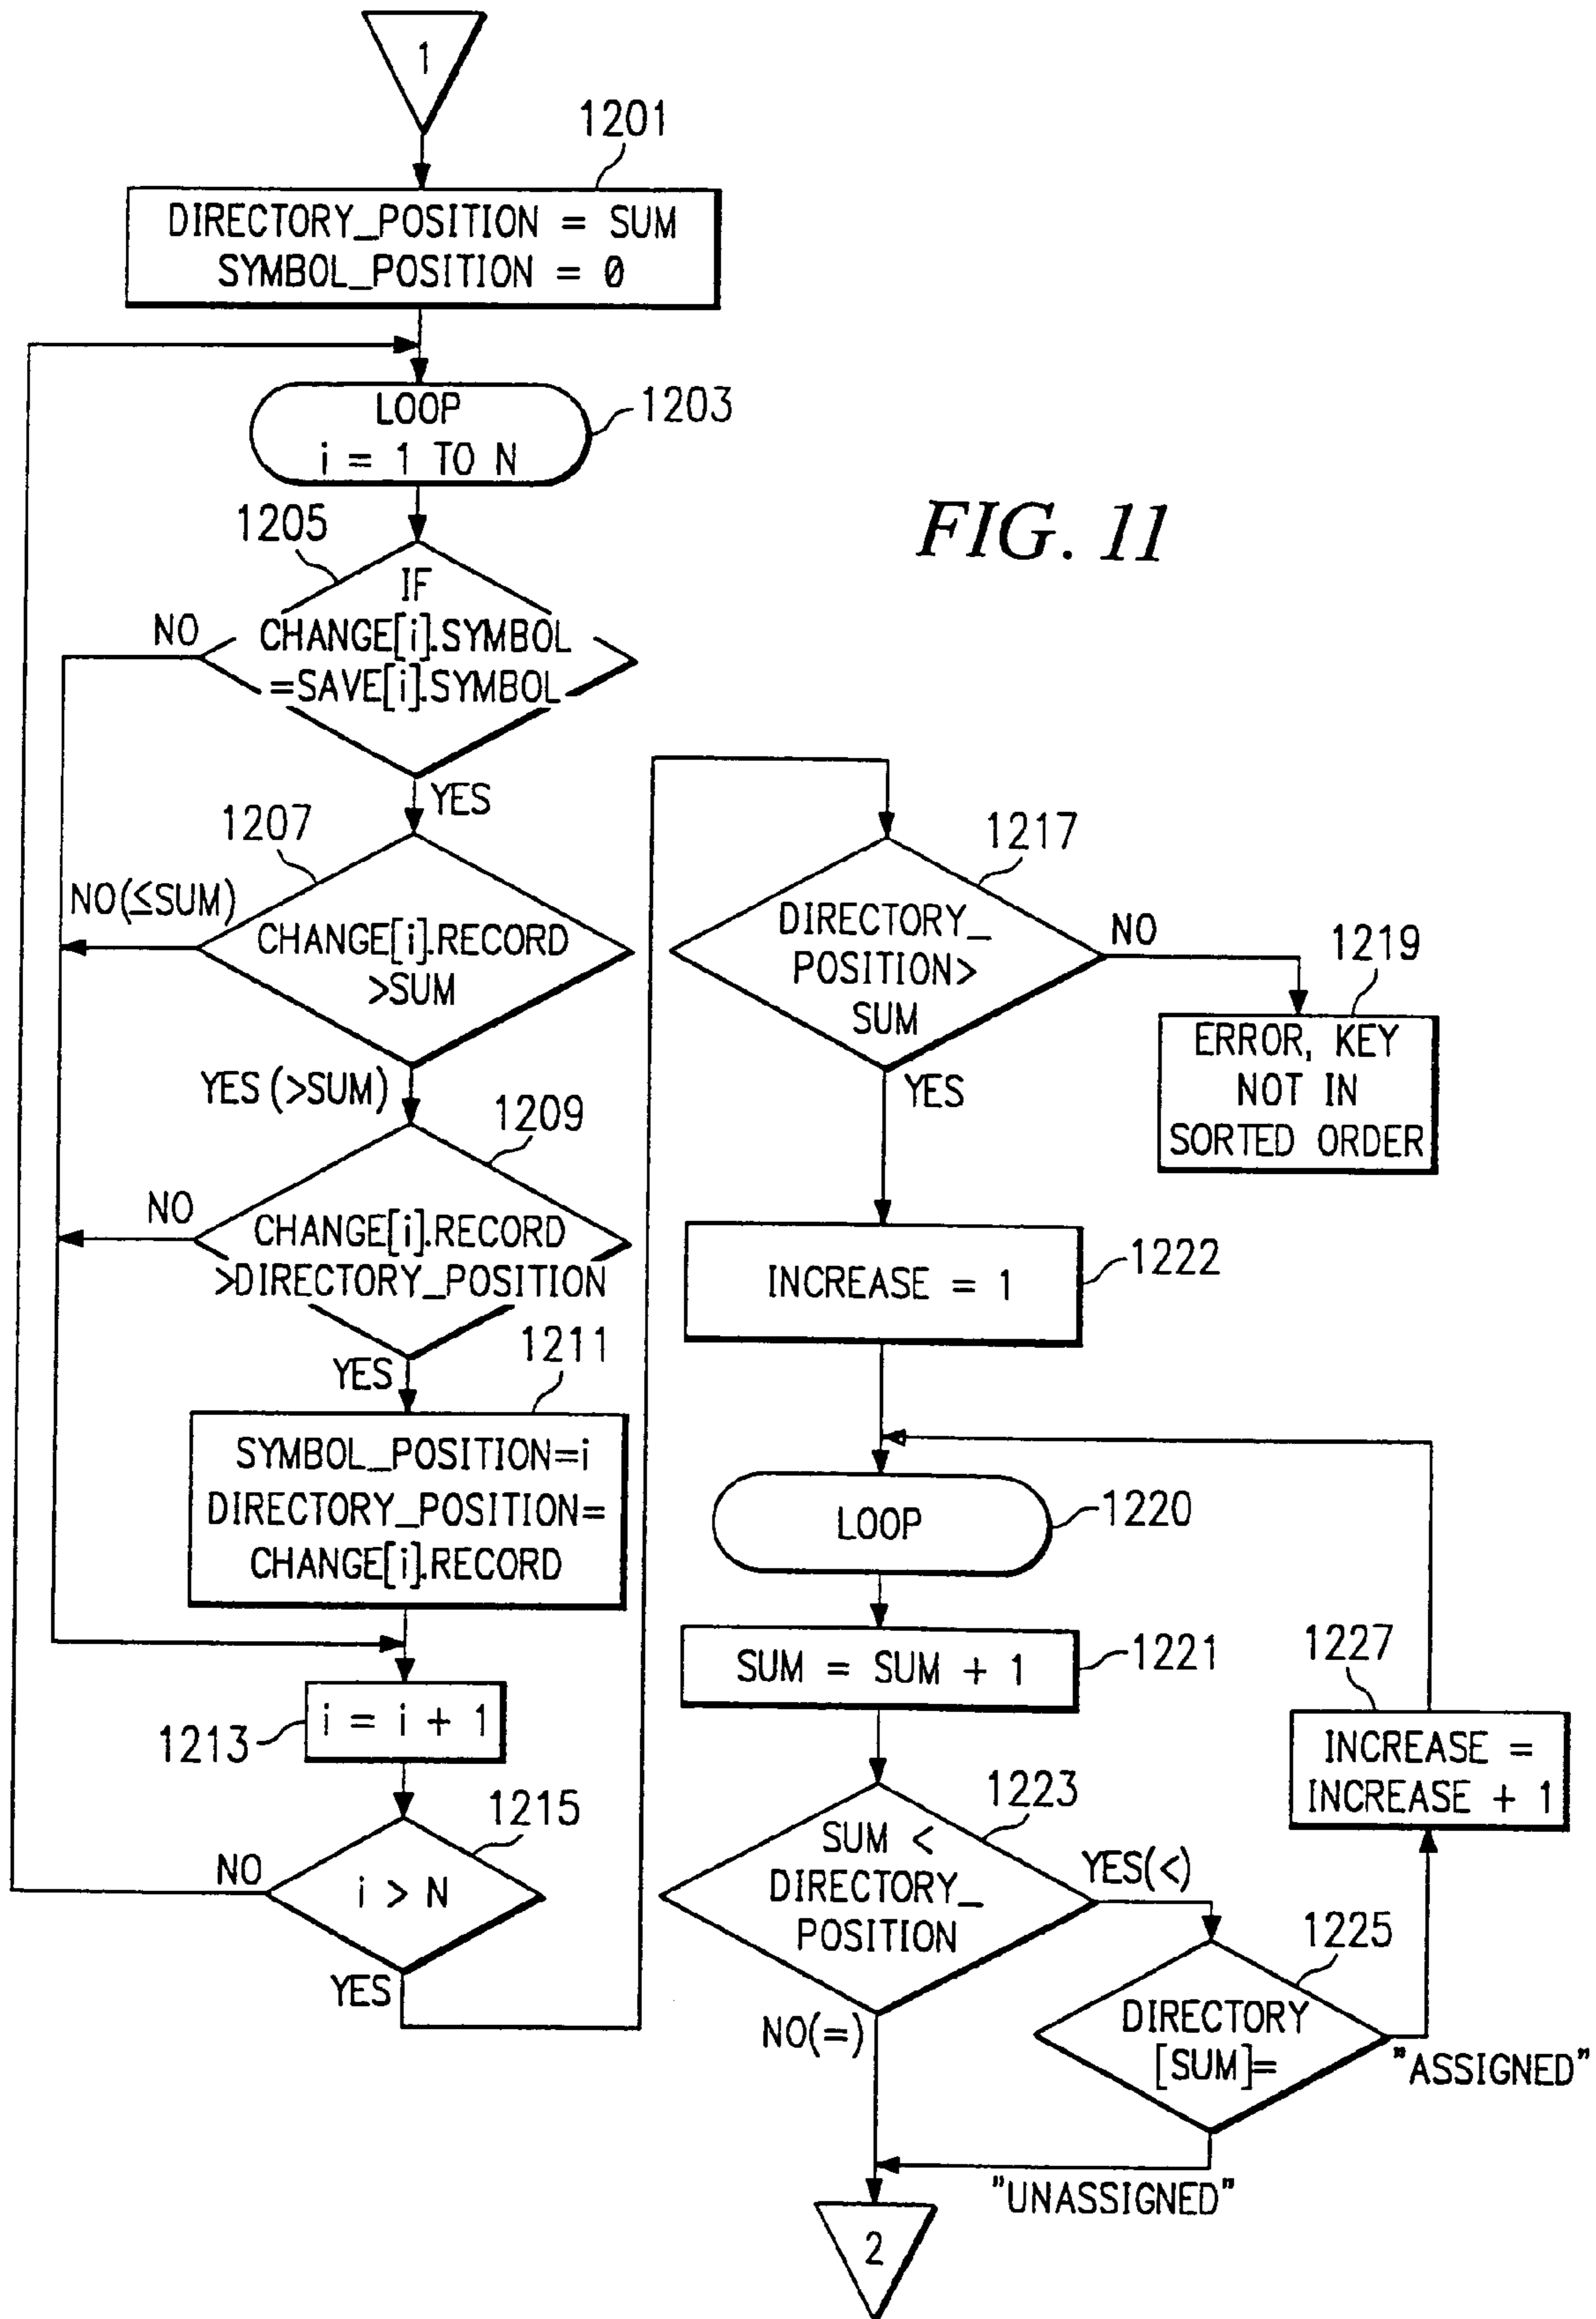 1
1201
DIRECTORY_POSITION = SUM
SYMBOL_POSITION = 0
LOOP
i = 1 TO N
1203
FIG. 11
1205
IF
CHANGE[i].SYMBOL
=SAVE[i].SYMBOL
NO
YES
1207
NO(≤SUM)
CHANGE[i].RECORD
>SUM
YES (>SUM)
1209
NO
CHANGE[i].RECORD
>DIRECTORY_POSITION
YES
1211
SYMBOL_POSITION=i
DIRECTORY_POSITION=
CHANGE[i].RECORD
i = i + 1
1213
1215
NO
i > N
YES
1217
DIRECTORY_
POSITION>
SUM
NO
YES
1219
ERROR, KEY
NOT IN
SORTED ORDER
INCREASE = 1
1222
LOOP
1220
SUM = SUM + 1
1221
1227
INCREASE =
INCREASE + 1
1223
SUM <
DIRECTORY_
POSITION
YES(<)
NO(=)
1225
DIRECTORY
[SUM]=
"ASSIGNED"
"UNASSIGNED"
2